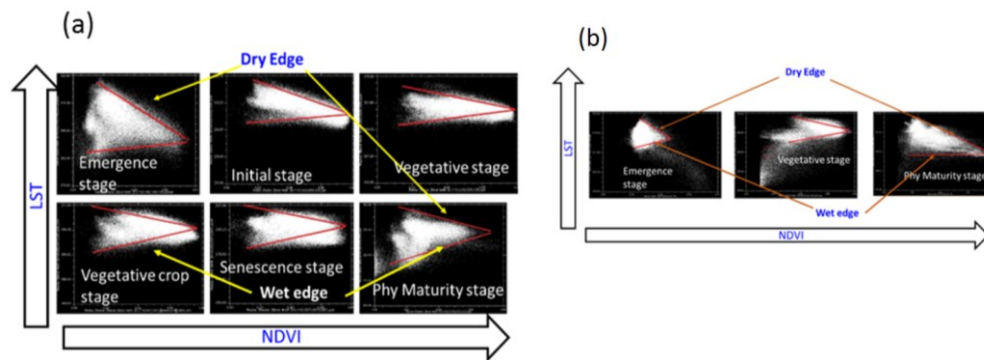 (a)
Dry Edge
Emergence
stage
Initial stage
Vegetative stage
Vegetative crop
stage
Senescence stage
Wet edge
Phy Maturity stage
LST
NDVI
(b)
Dry Edge
Emergence
stage
Vegetative stage
Phy Maturity stage
Wet edge
LST
NDVI